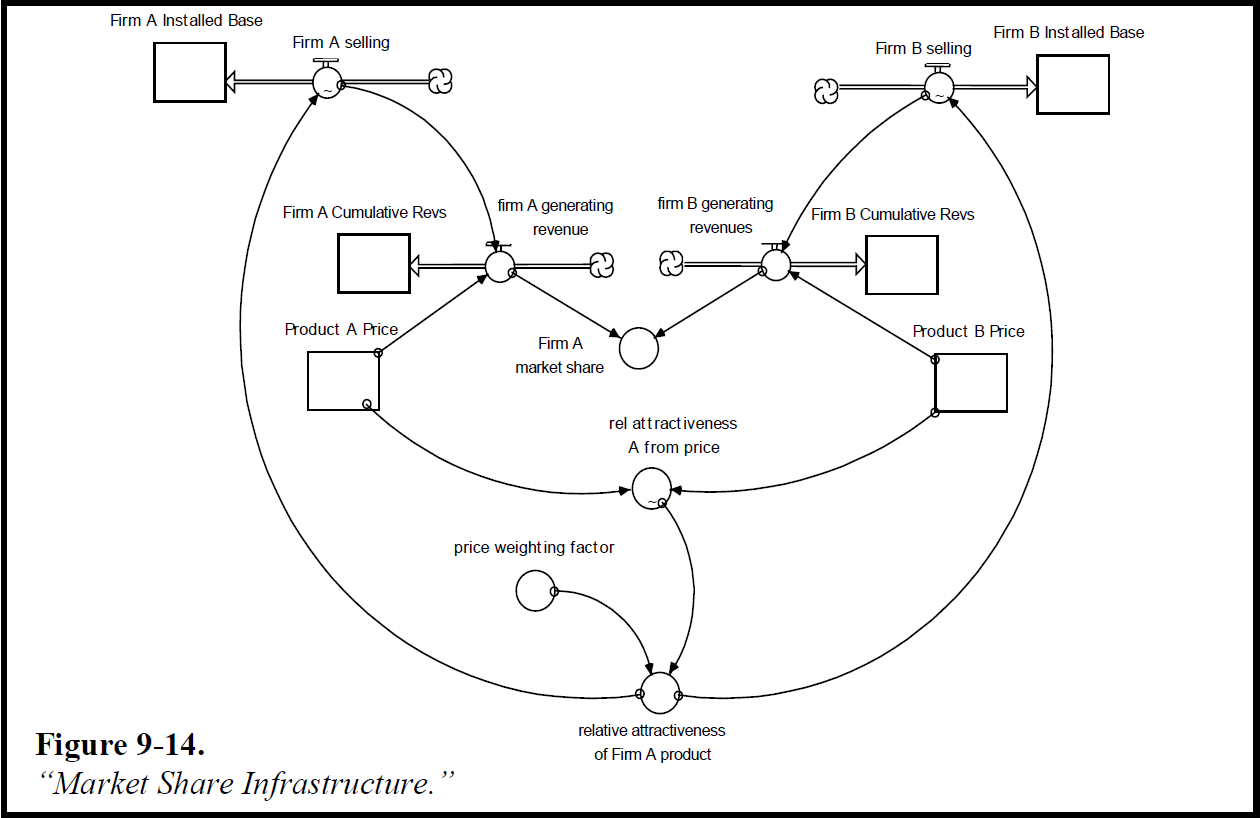 Firm A Installed Base
Firm A selling
Firm B selling
Firm B Installed Base
~
~
Firm A Cumulative Revs
firm A generating
revenue
firm B generating
revenues
Firm B Cumulative Revs
Product A Price
Firm A
market share
Product B Price
rel attractiveness
A from price
~
price weighting factor
relative attractiveness
of Firm A product
Figure 9-14.
“Market Share Infrastructure.”